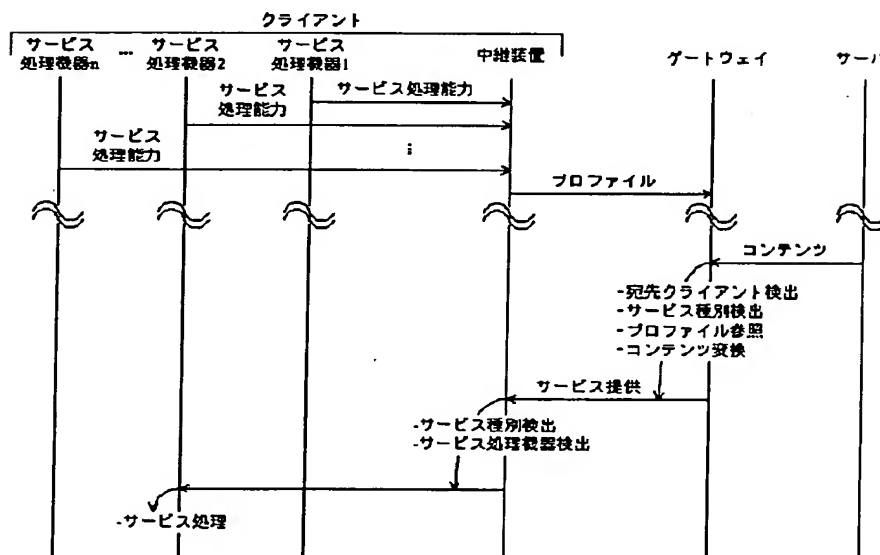 クライアント
サービス
処理機器n
…
サービス
処理機器2
サービス
処理機器1
中継装置
ゲートウェイ
サーバ
サービス処理能力
サービス
処理能力
サービス
処理能力
⋮
プロファイル
コンテンツ
-宛先クライアント検出
-サービス種別検出
-プロファイル参照
-コンテンツ変換
サービス提供
-サービス種別検出
-サービス処理機器検出
-サービス処理